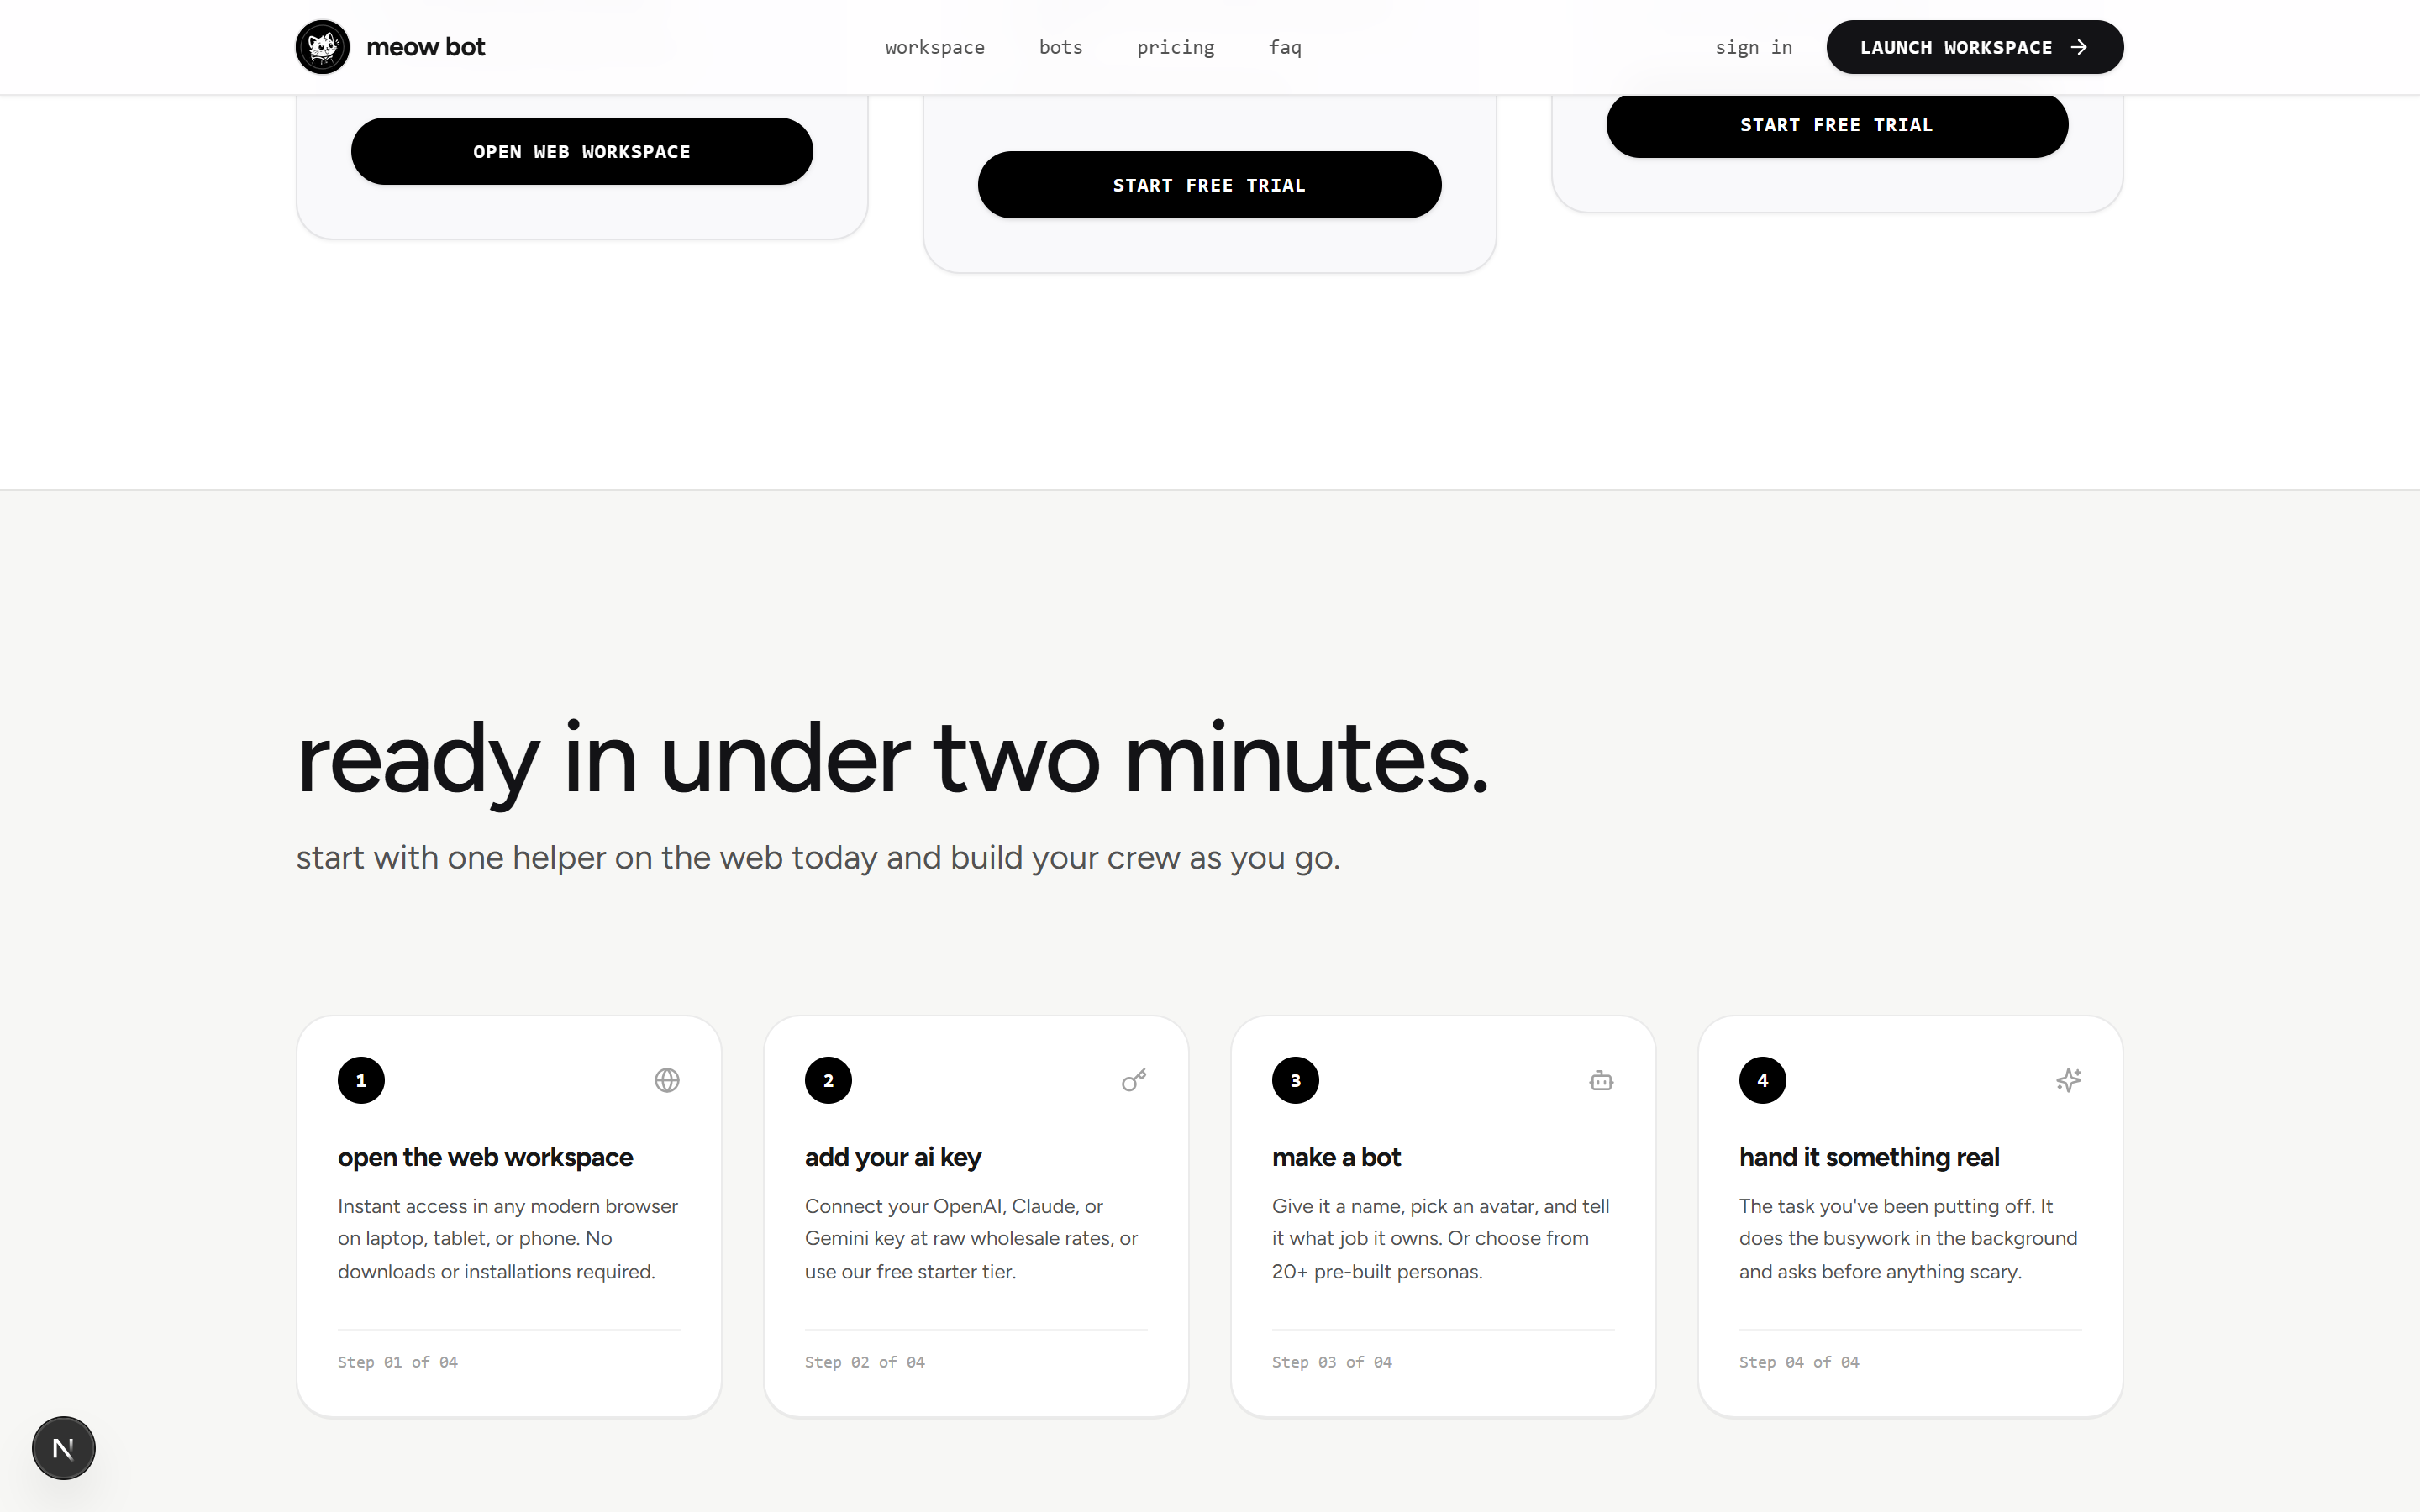 meow bot
workspace bots pricing faq
sign in LAUNCH WORKSPACE
OPEN WEB WORKSPACE
START FREE TRIAL
START FREE TRIAL
ready in under two minutes.
start with one helper on the web today and build your crew as you go.
1
open the web workspace
Instant access in any modern browser
on laptop, tablet, or phone. No
downloads or installations required.
Step 01 of 04
2
add your ai key
Connect your OpenAI, Claude, or
Gemini key at raw wholesale rates, or
use our free starter tier.
Step 02 of 04
3
make a bot
Give it a name, pick an avatar, and tell
it what job it owns. Or choose from
20+ pre-built personas.
Step 03 of 04
4
hand it something real
The task you've been putting off. It
does the busywork in the background
and asks before anything scary.
Step 04 of 04
N